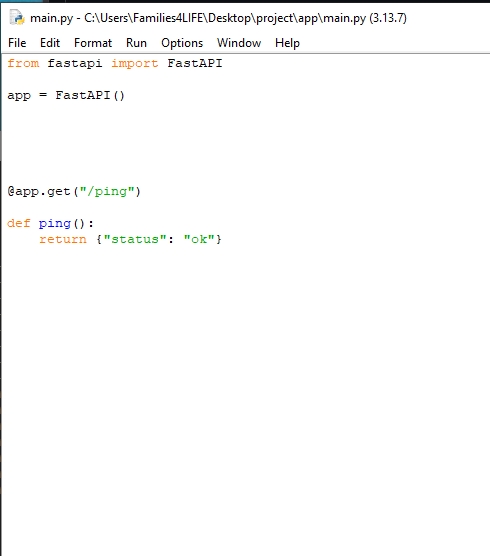 main.py - C:\Users\Families4LIFE\Desktop\project\app\main.py (3.13.7)
File Edit Format Run Options Window Help
from fastapi import FastAPI
app = FastAPI()
@app.get("/ping")
def ping():
    return {"status": "ok"}